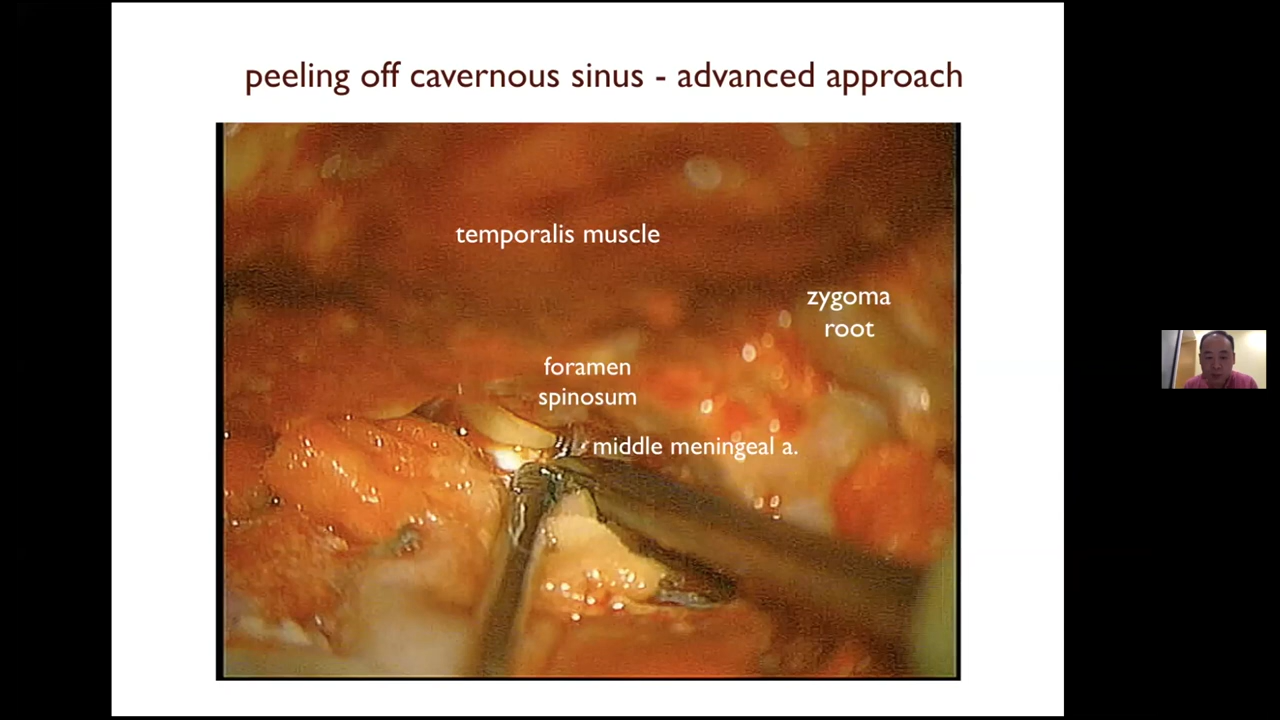 peeling off cavernous sinus - advanced approach
temporalis muscle
zygoma
root
foramen
spinosum
middle meningeal a.